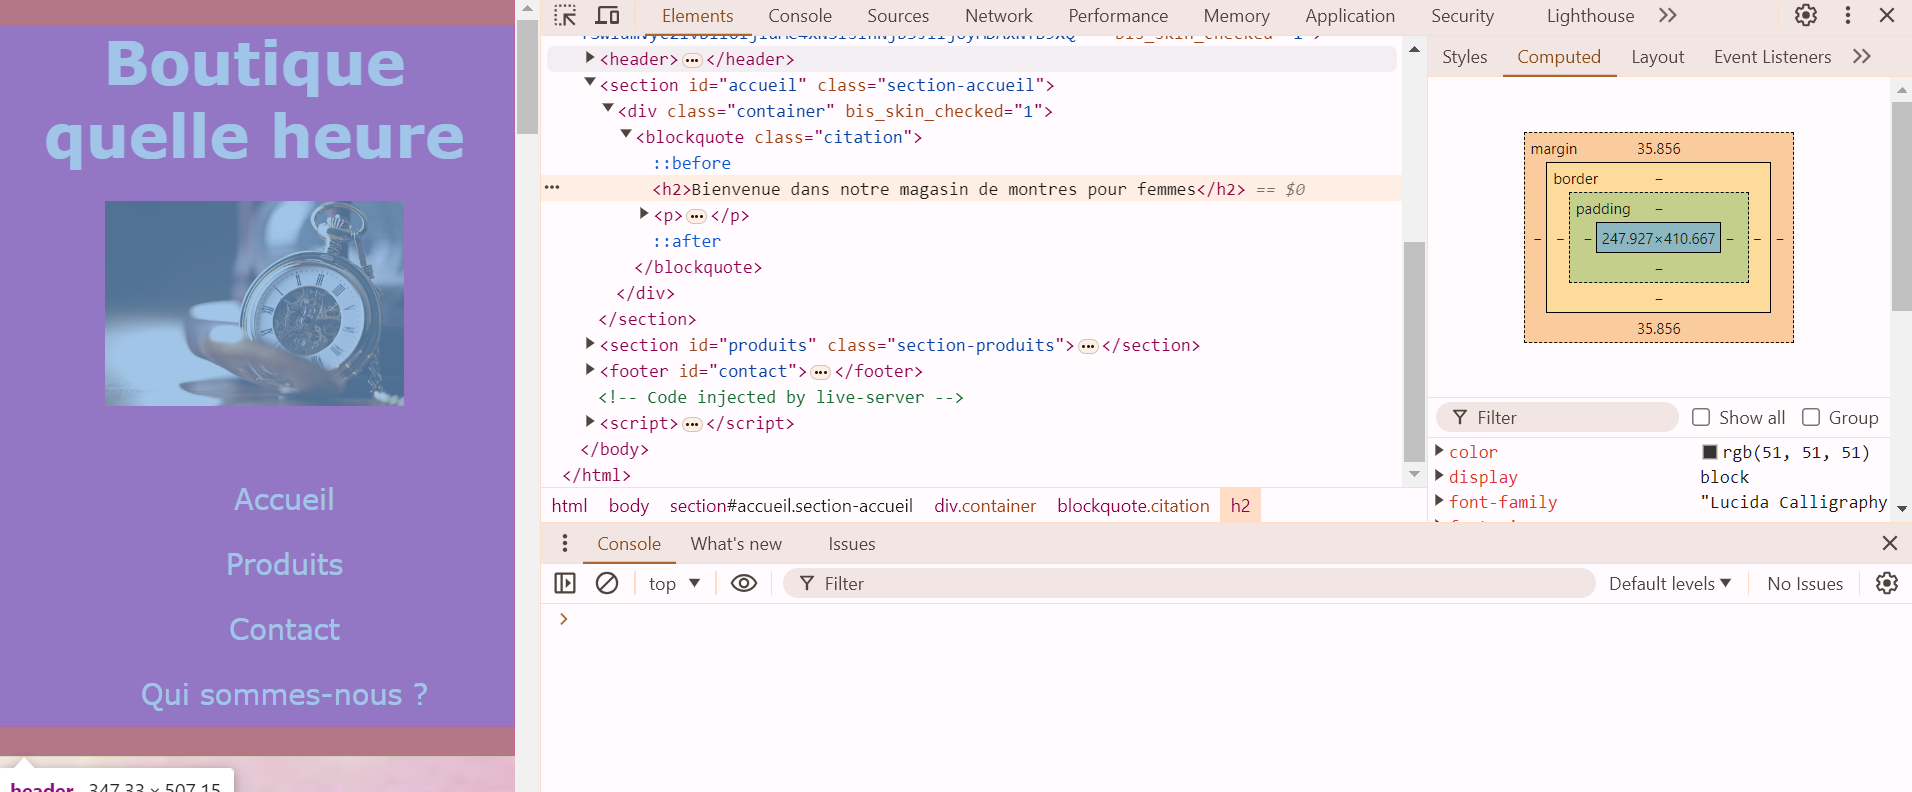 Boutique
quelle heure
Accueil
Produits
Contact
Qui sommes-nous ?
header 347.33 × 507.15
Elements Console Sources Network Performance Memory Application Security Lighthouse
bis_skin_checked="1">
<header> ••• </header>
<section id="accueil" class="section-accueil">
<div class="container" bis_skin_checked="1">
<blockquote class="citation">
::before
••• <h2>Bienvenue dans notre magasin de montres pour femmes</h2> == $0
<p> ••• </p>
::after
</blockquote>
</div>
</section>
<section id="produits" class="section-produits"> ••• </section>
<footer id="contact"> ••• </footer>
<!-- Code injected by live-server -->
<script> ••• </script>
</body>
</html>
html body section#accueil.section-accueil div.container blockquote.citation h2
Styles Computed Layout Event Listeners
margin 35.856
border –
padding –
– – – 247.927×410.667 – – –
–
–
35.856
Filter Show all Group
color rgb(51, 51, 51)
display block
font-family "Lucida Calligraphy
Console What's new Issues
top Filter Default levels No Issues